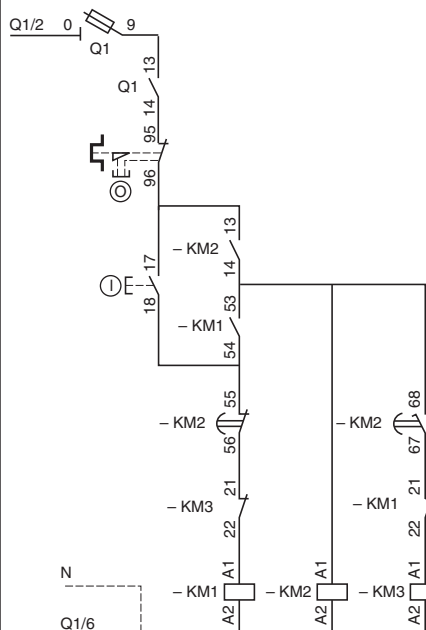 Q1/2 0 9
Q1
13
Q1
14
95
96
O
13
– KM2
14
17
I
18
53
– KM1
54
55
– KM2
56
68
– KM2
67
21
– KM3
22
21
– KM1
22
N
A1 A1 A1
– KM1 – KM2 – KM3
A2 A2 A2
Q1/6